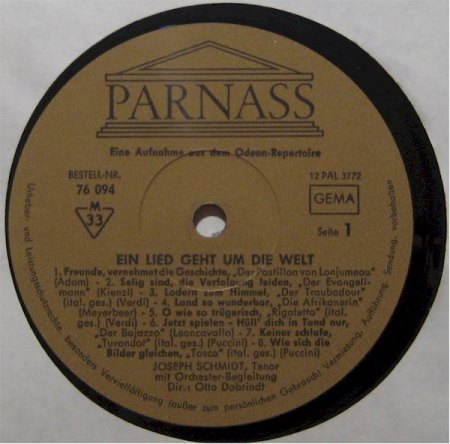 PARNASS
Eine Aufnahme aus dem Odeon-Repertoire
BESTELL-NR.
76 094
M
33
12 PAL 3772
GEMA
Seite 1
EIN LIED GEHT UM DIE WELT
1. Freunde, vernehmet die Geschichte, „Der Postillon von Lonjumeau"
(Adam) - 2. Selig sind, die Verfolgung leiden, „Der Evangeli-
mann" (Kienzl) - 3. Lodern zum Himmel, „Der Troubadour"
(ital. ges.) (Verdi) - 4. Land so wunderbar, „Die Afrikanerin"
(Meyerbeer) - 5. O wie so trügerisch, „Rigoletto" (ital.
ges.) (Verdi) - 6. Jetzt spielen - Hüll' dich in Tand nur,
„Der Bajazzo" (Leoncavallo) - 7. Keiner schlafe,
„Turandot" (ital. ges.) (Puccini) - 8. Wie sich die
Bilder gleichen, „Tosca" (ital. ges.) (Puccini)
JOSEPH SCHMIDT, Tenor
mit Orchester-Begleitung
Dir.: Otto Dobrindt
Urheber- und Leistungsschutzrechte, besonders Vervielfältigung (außer zum persönlichen Gebrauch) Vermietung, Aufführung, Sendung, vorbehalten